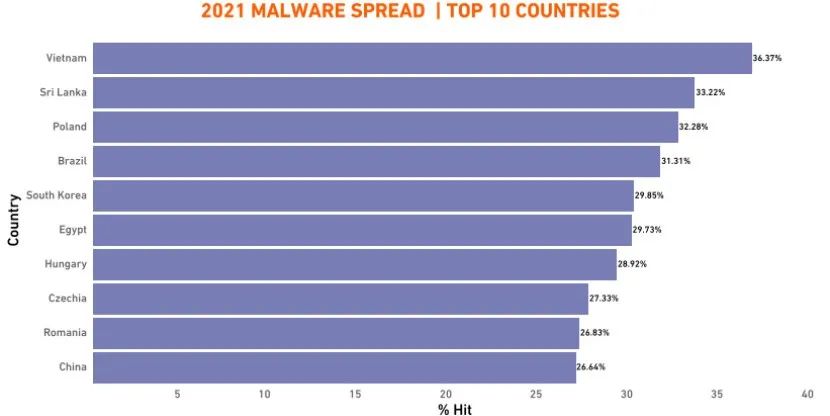 2021 MALWARE SPREAD | TOP 10 COUNTRIES
Vietnam 36.37%
Sri Lanka 33.22%
Poland 32.28%
Brazil 31.31%
South Korea 29.85%
Egypt 29.73%
Hungary 28.92%
Czechia 27.33%
Romania 26.83%
China 26.64%
Country
5 10 15 20 25 30 35 40
% Hit